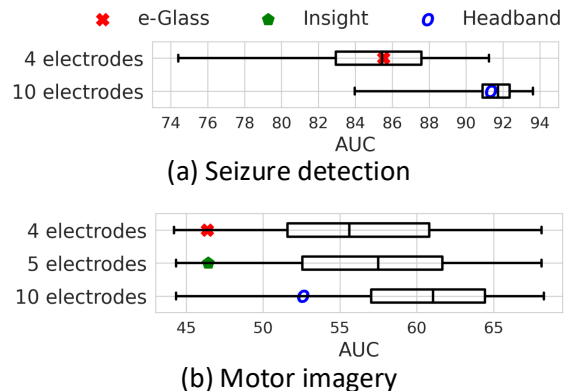 e-Glass Insight Headband
4 electrodes
10 electrodes
74 76 78 80 82 84 86 88 90 92 94
AUC
(a) Seizure detection
4 electrodes
5 electrodes
10 electrodes
45 50 55 60 65
AUC
(b) Motor imagery